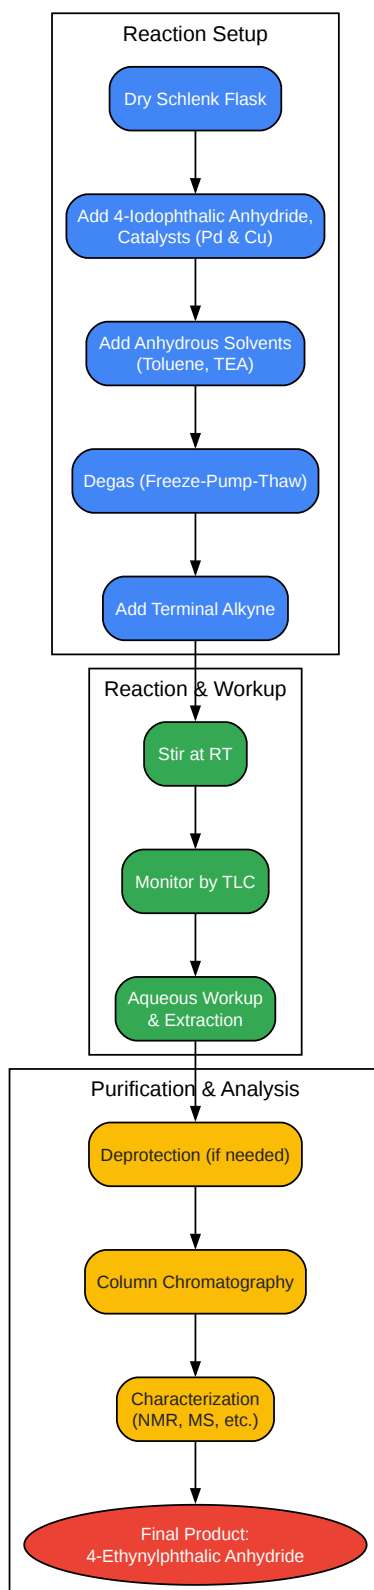 Reaction Setup
Dry Schlenk Flask
Add 4-Iodophthalic Anhydride,
Catalysts (Pd & Cu)
Add Anhydrous Solvents
(Toluene, TEA)
Degas (Freeze-Pump-Thaw)
Add Terminal Alkyne
Reaction & Workup
Stir at RT
Monitor by TLC
Aqueous Workup
& Extraction
Purification & Analysis
Deprotection (if needed)
Column Chromatography
Characterization
(NMR, MS, etc.)
Final Product:
4-Ethynylphthalic Anhydride